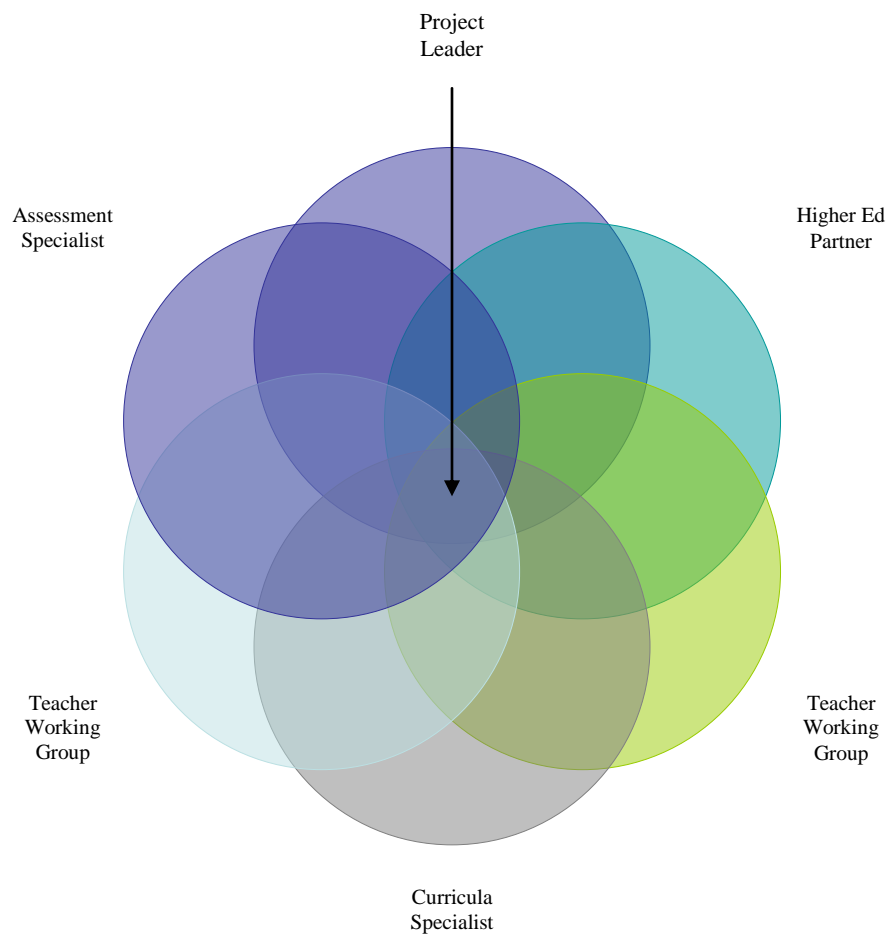 Project
Leader
Assessment
Specialist
Higher Ed
Partner
Teacher
Working
Group
Teacher
Working
Group
Curricula
Specialist